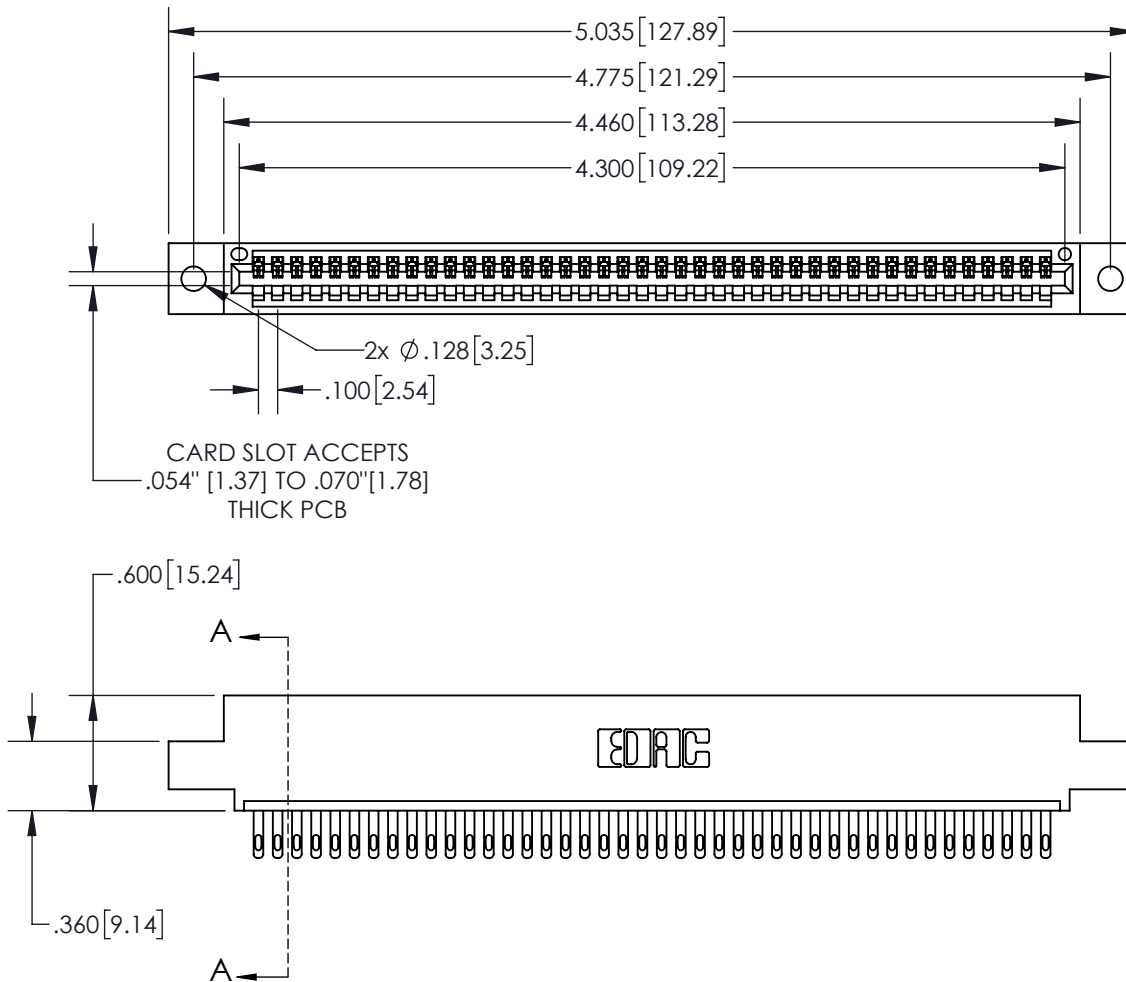 5.035[127.89]
4.775[121.29]
4.460[113.28]
4.300[109.22]
2x ∅.128[3.25]
.100[2.54]
CARD SLOT ACCEPTS
.054" [1.37] TO .070"[1.78]
THICK PCB
.600[15.24]
A
EDAC
.360[9.14]
A